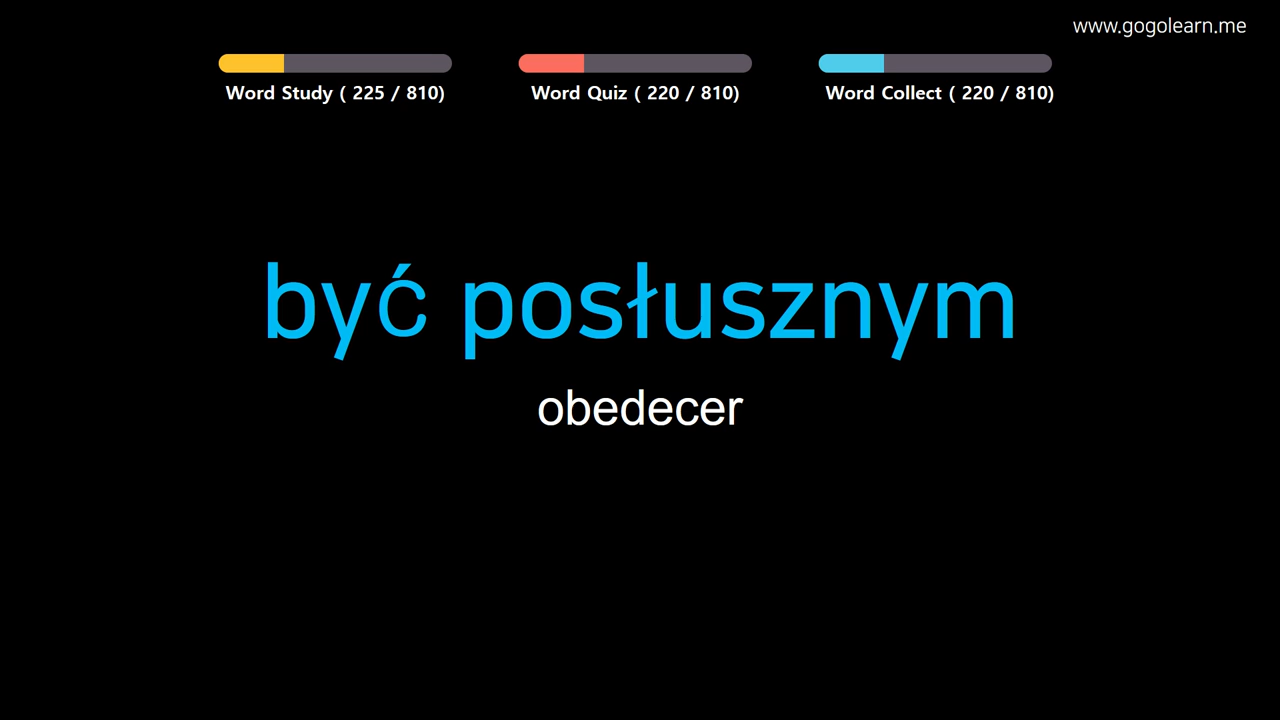 www.gogolearn.me
Word Study ( 225 / 810)
Word Quiz ( 220 / 810)
Word Collect ( 220 / 810)
być posłusznym
obedecer